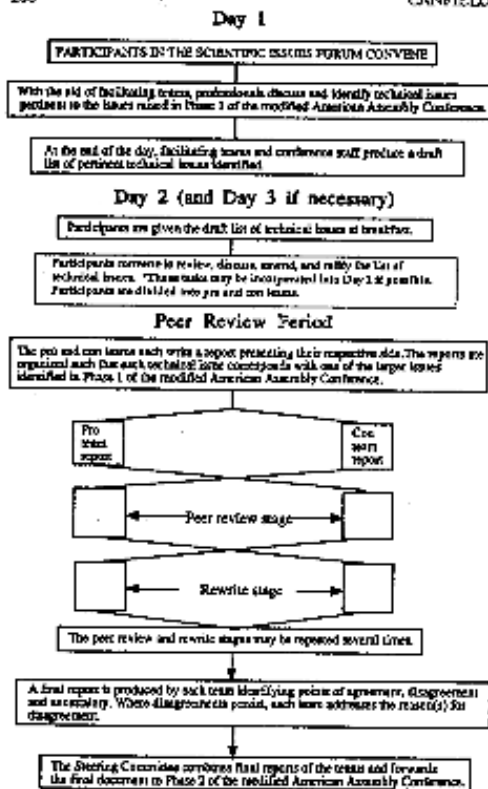 Day 1
PARTICIPANTS IN THE SCIENTIFIC ISSUES FORUM CONVENE
With the aid of facilitating teams, professionals discuss and identify technical issues
pertinent to the issues raised in Phase 1 of the modified American Assembly Conference.
At the end of the day, facilitating teams and conference staff produce a draft
list of pertinent technical issues identified.
Day 2 (and Day 3 if necessary)
Participants are given the draft list of technical issues at breakfast.
Participants convene to review, discuss, amend, and ratify the list of
technical issues. *These tasks may be incorporated into Day 2 if possible.
Participants are divided into pro and con teams.
Peer Review Period
The pro and con teams each write a report presenting their respective side. The reports are
organized such that each technical issue corresponds with one of the larger issues
identified in Phase 1 of the modified American Assembly Conference.
Pro
team
report
Con
team
report
Peer review stage
Rewrite stage
The peer review and rewrite stages may be repeated several times.
A final report is produced by each team identifying points of agreement, disagreement
and uncertainty. Where disagreements persist, each team addresses the reason(s) for
disagreement.
The Steering Committee combines final reports of the teams and forwards
the final document to Phase 2 of the modified American Assembly Conference.